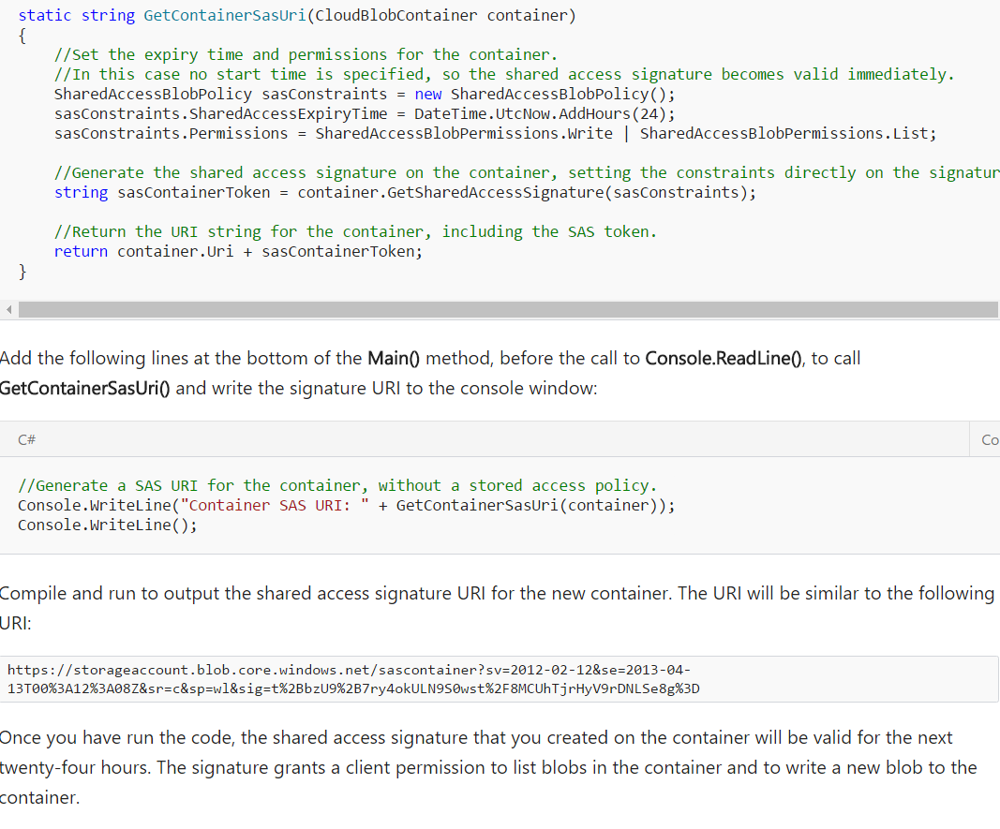 static string GetContainerSasUri(CloudBlobContainer container)
{
    //Set the expiry time and permissions for the container.
    //In this case no start time is specified, so the shared access signature becomes valid immediately.
    SharedAccessBlobPolicy sasConstraints = new SharedAccessBlobPolicy();
    sasConstraints.SharedAccessExpiryTime = DateTime.UtcNow.AddHours(24);
    sasConstraints.Permissions = SharedAccessBlobPermissions.Write | SharedAccessBlobPermissions.List;
    //Generate the shared access signature on the container, setting the constraints directly on the signatur
    string sasContainerToken = container.GetSharedAccessSignature(sasConstraints);
    //Return the URI string for the container, including the SAS token.
    return container.Uri + sasContainerToken;
}
Add the following lines at the bottom of the Main() method, before the call to Console.ReadLine(), to call
GetContainerSasUri() and write the signature URI to the console window:
C# Co
//Generate a SAS URI for the container, without a stored access policy.
Console.WriteLine("Container SAS URI: " + GetContainerSasUri(container));
Console.WriteLine();
Compile and run to output the shared access signature URI for the new container. The URI will be similar to the following
URI:
https://storageaccount.blob.core.windows.net/sascontainer?sv=2012-02-12&se=2013-04-
13T00%3A12%3A08Z&sr=c&sp=wl&sig=t%2BbzU9%2B7ry4okULN9S0wst%2F8MCUhTjrHyV9rDNLSe8g%3D
Once you have run the code, the shared access signature that you created on the container will be valid for the next
twenty-four hours. The signature grants a client permission to list blobs in the container and to write a new blob to the
container.